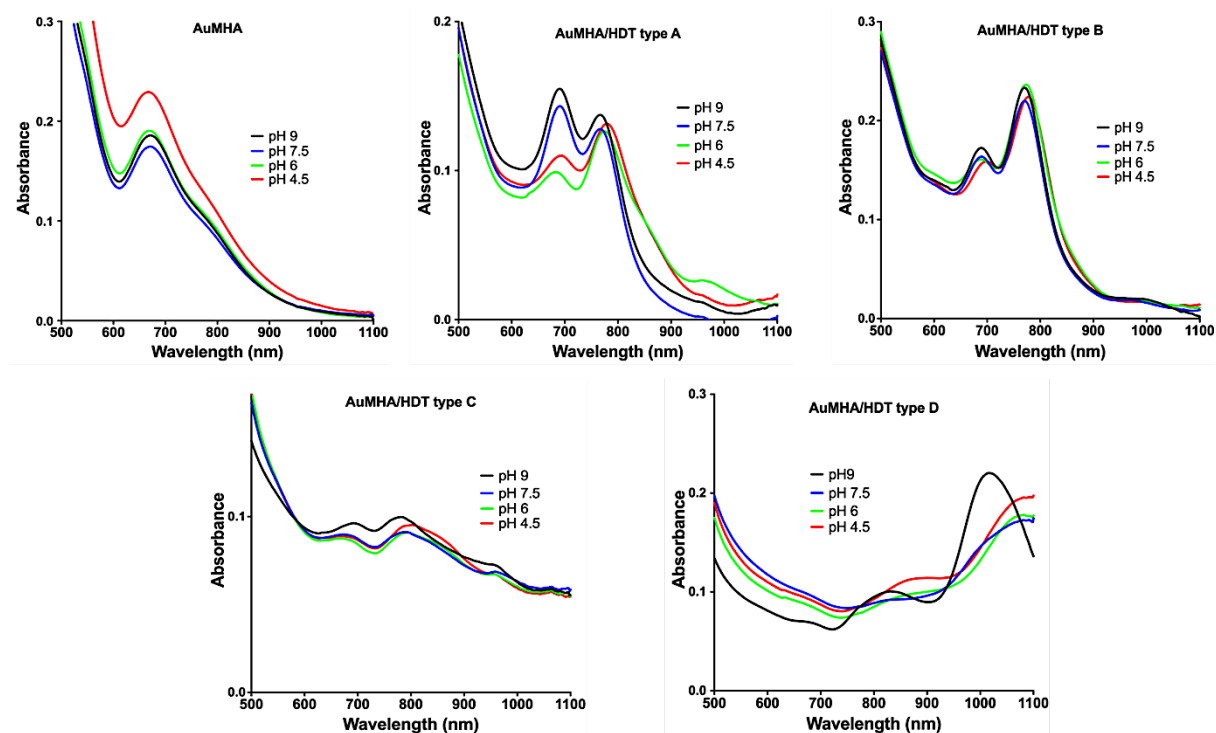 AuMHA
0.3
0.2
0.1
0.0
Absorbance
500 600 700 800 900 1000 1100
Wavelength (nm)
pH 9
pH 7.5
pH 6
pH 4.5
AuMHA/HDT type A
0.2
0.1
0.0
Absorbance
500 600 700 800 900 1000 1100
Wavelength (nm)
pH 9
pH 7.5
pH 6
pH 4.5
AuMHA/HDT type B
0.3
0.2
0.1
0.0
Absorbance
500 600 700 800 900 1000 1100
Wavelength (nm)
pH 9
pH 7.5
pH 6
pH 4.5
AuMHA/HDT type C
0.1
0.0
Absorbance
500 600 700 800 900 1000 1100
Wavelength (nm)
pH 9
pH 7.5
pH 6
pH 4.5
AuMHA/HDT type D
0.3
0.2
0.1
0.0
Absorbance
500 600 700 800 900 1000 1100
Wavelength (nm)
pH9
pH 7.5
pH 6
pH 4.5